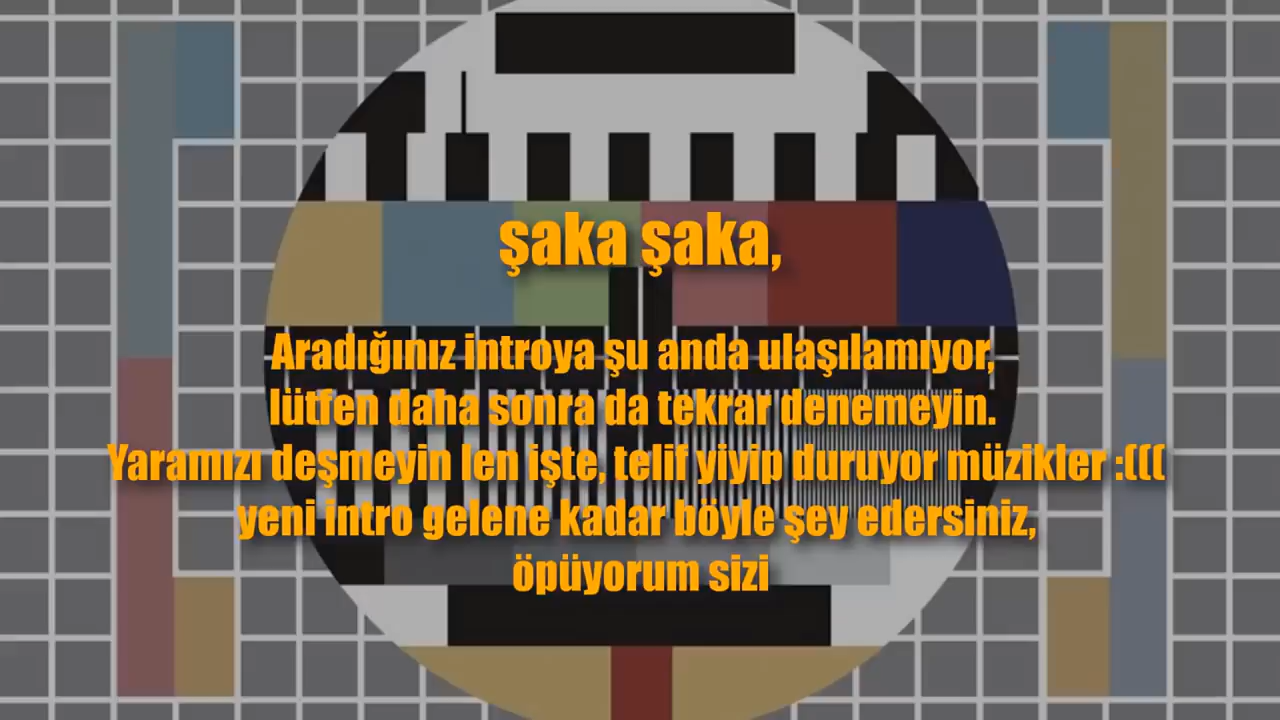 şaka şaka,
Aradığınız introya şu anda ulaşılamıyor,
lütfen daha sonra da tekrar denemeyin.
Yaramızı deşmeyin len işte, telif yiyip duruyor müzikler :(((
yeni intro gelene kadar böyle şey edersiniz,
öpüyorum sizi